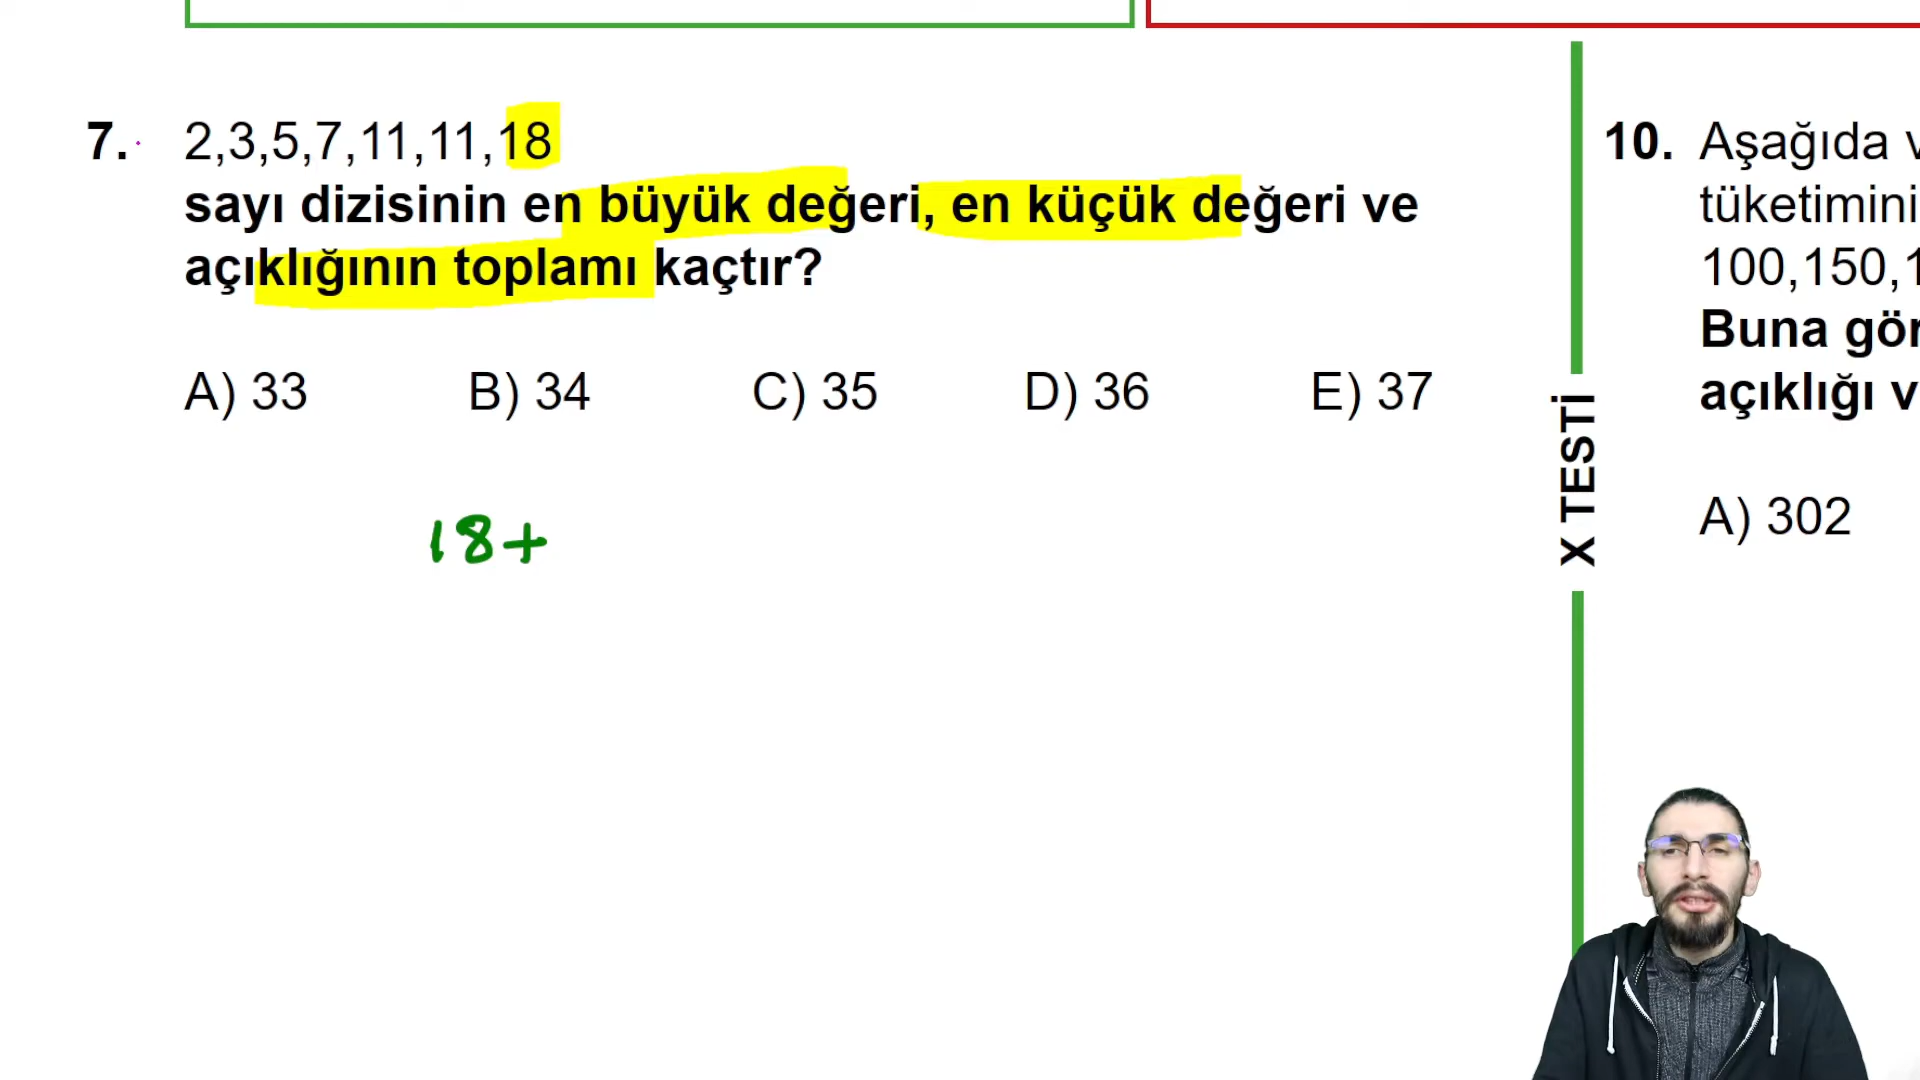 7. 2,3,5,7,11,11,18
sayı dizisinin en büyük değeri, en küçük değeri ve
açıklığının toplamı kaçtır?
A) 33 B) 34 C) 35 D) 36 E) 37
18+
X TESTİ
10. Aşağıda v
tüketimini
100,150,1
Buna gör
açıklığı v
A) 302